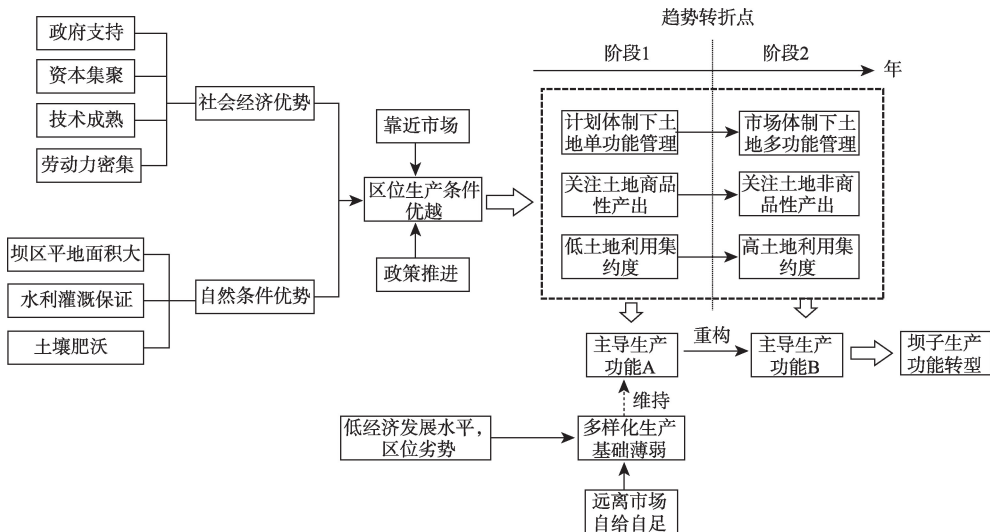 趋势转折点
阶段1
阶段2
年
政府支持
资本集聚
技术成熟
劳动力密集
社会经济优势
坝区平地面积大
水利灌溉保证
土壤肥沃
自然条件优势
靠近市场
区位生产条件
优越
政策推进
计划体制下土
地单功能管理
市场体制下土
地多功能管理
关注土地商品
性产出
关注土地非商
品性产出
低土地利用集
约度
高土地利用集
约度
主导生产
功能A
重构
主导生产
功能B
坝子生产
功能转型
维持
低经济发展水平，
区位劣势
多样化生产
基础薄弱
远离市场
自给自足